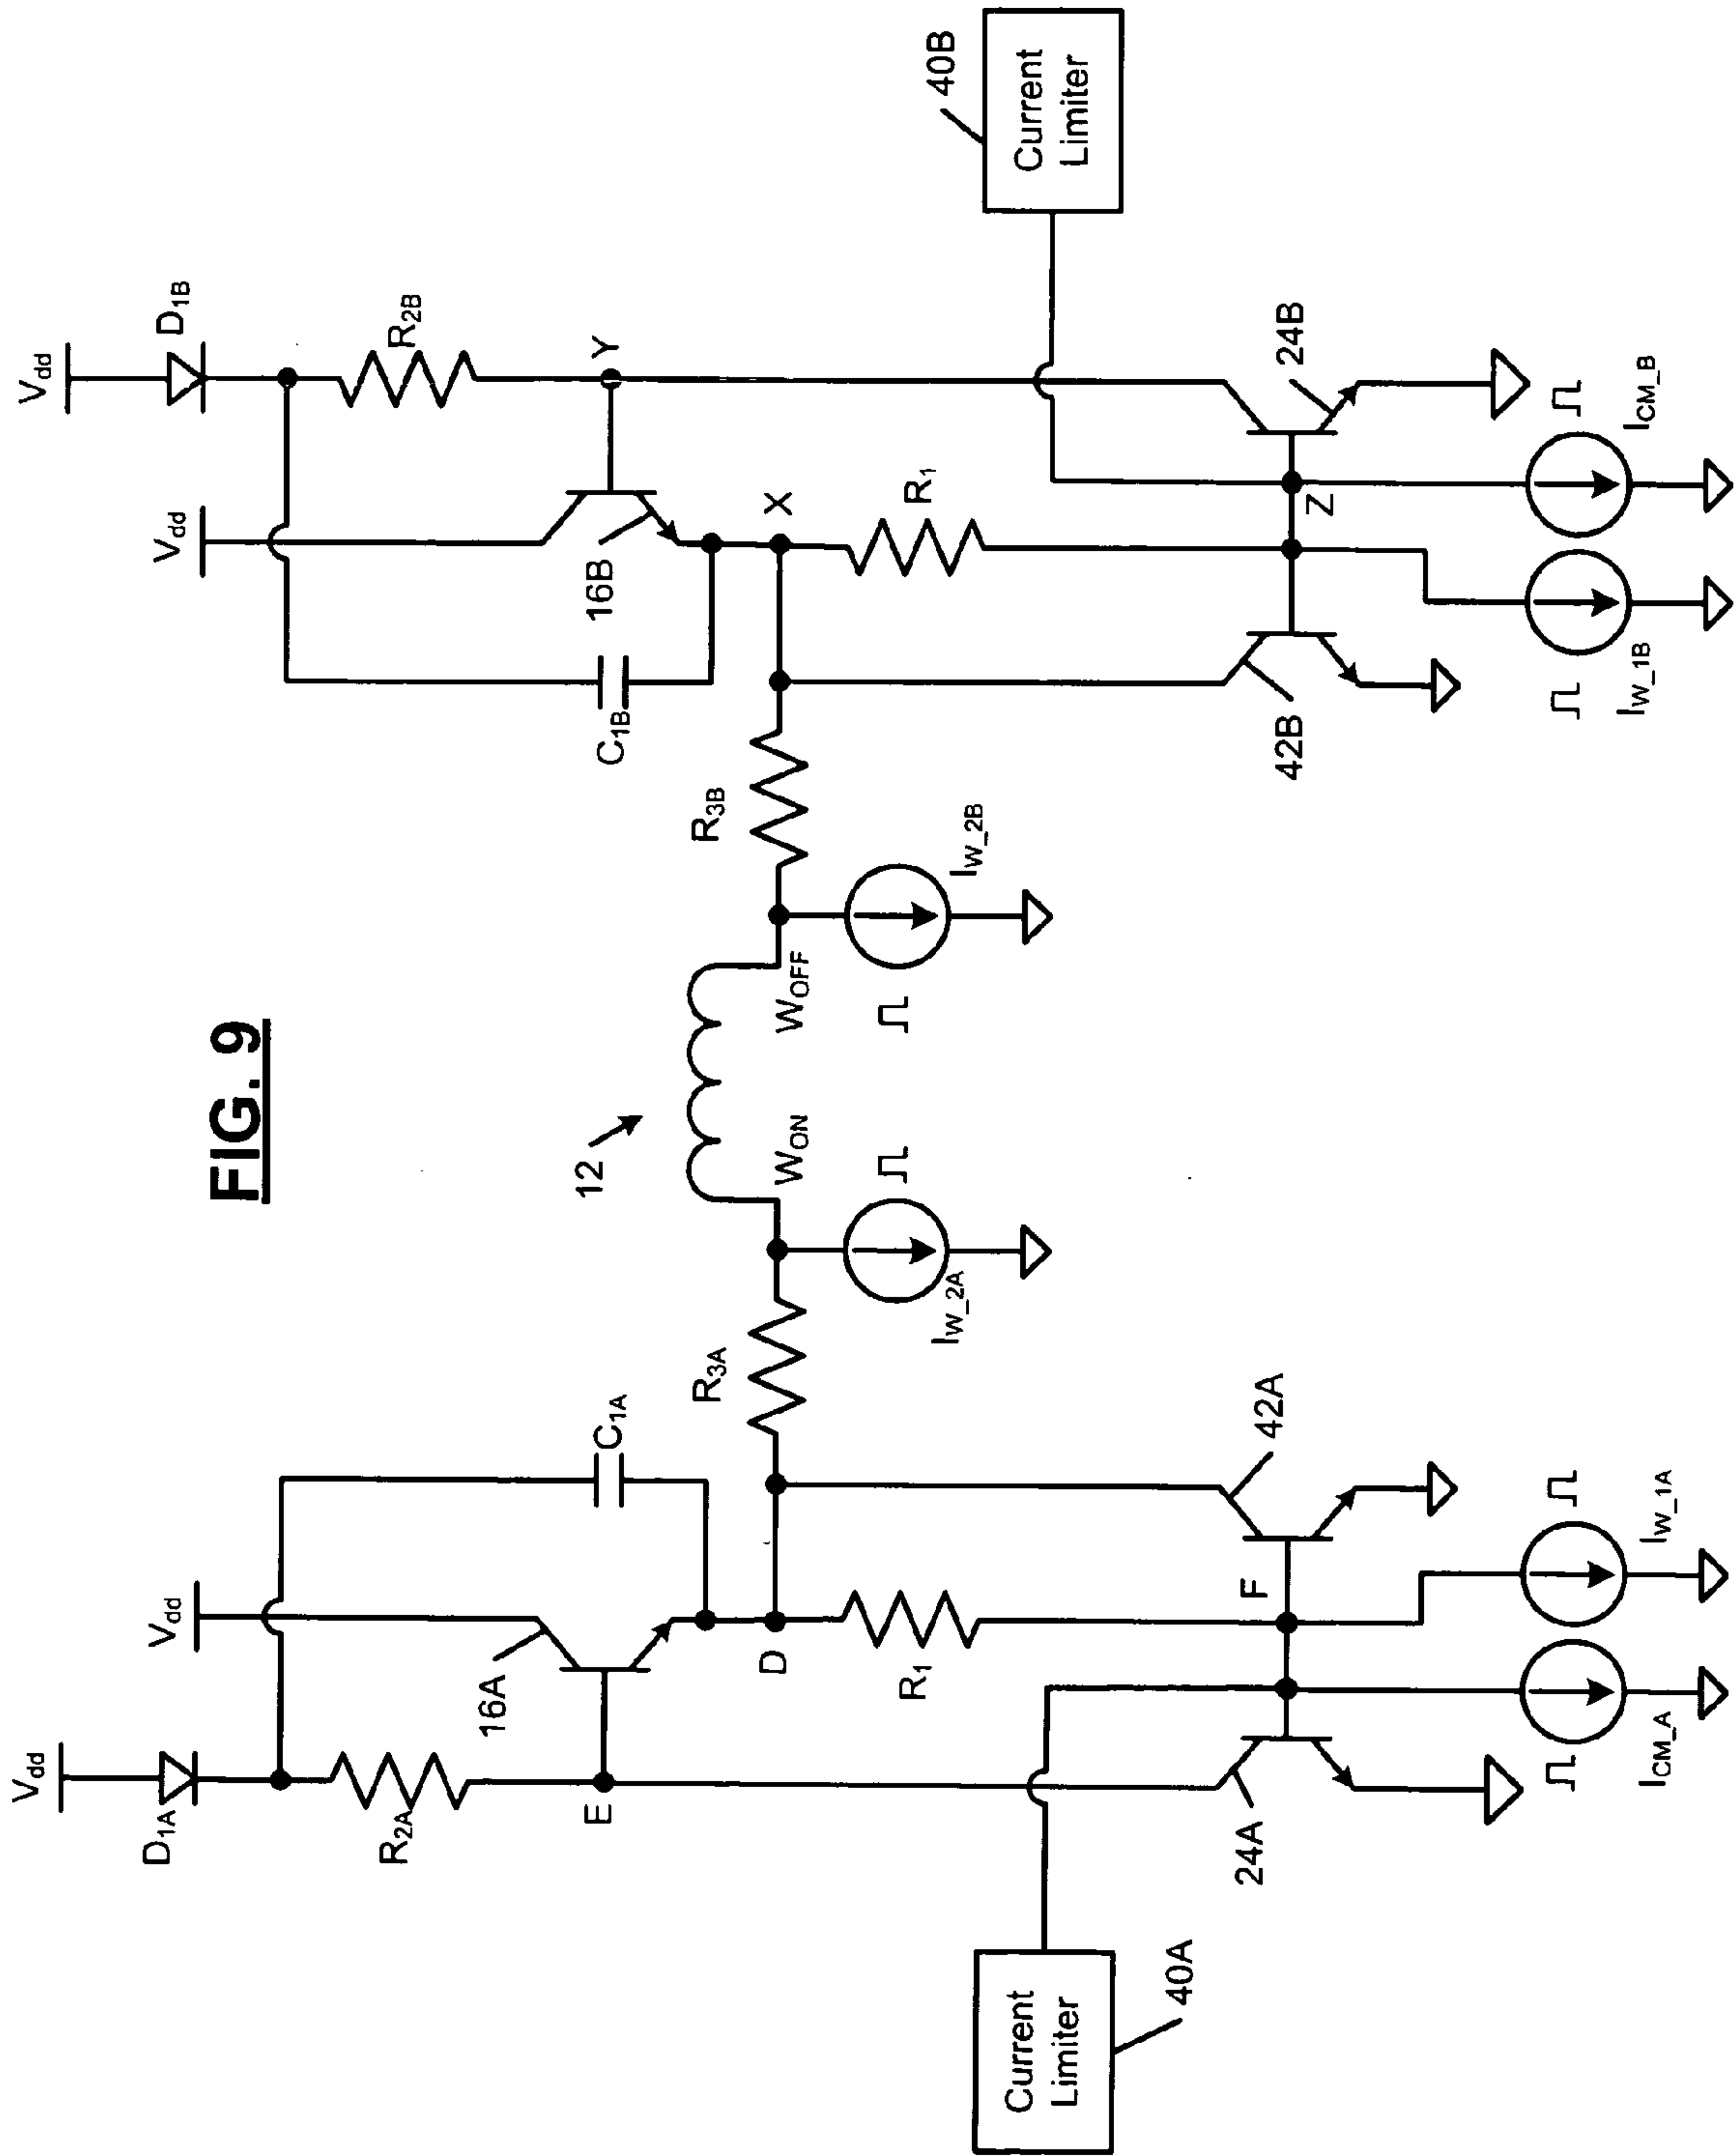 FIG. 9
Vdd
Vdd
D1A
R2A
16A
E
C1A
D
R3A
R1
24A
F
42A
Current
Limiter
40A
ICM_A
IW_1A
12
WON
WOFF
IW_2A
IW_2B
Vdd
Vdd
D1B
R2B
16B
Y
C1B
X
R3B
R1
Z
42B
24B
Current
Limiter
40B
IW_1B
ICM_B